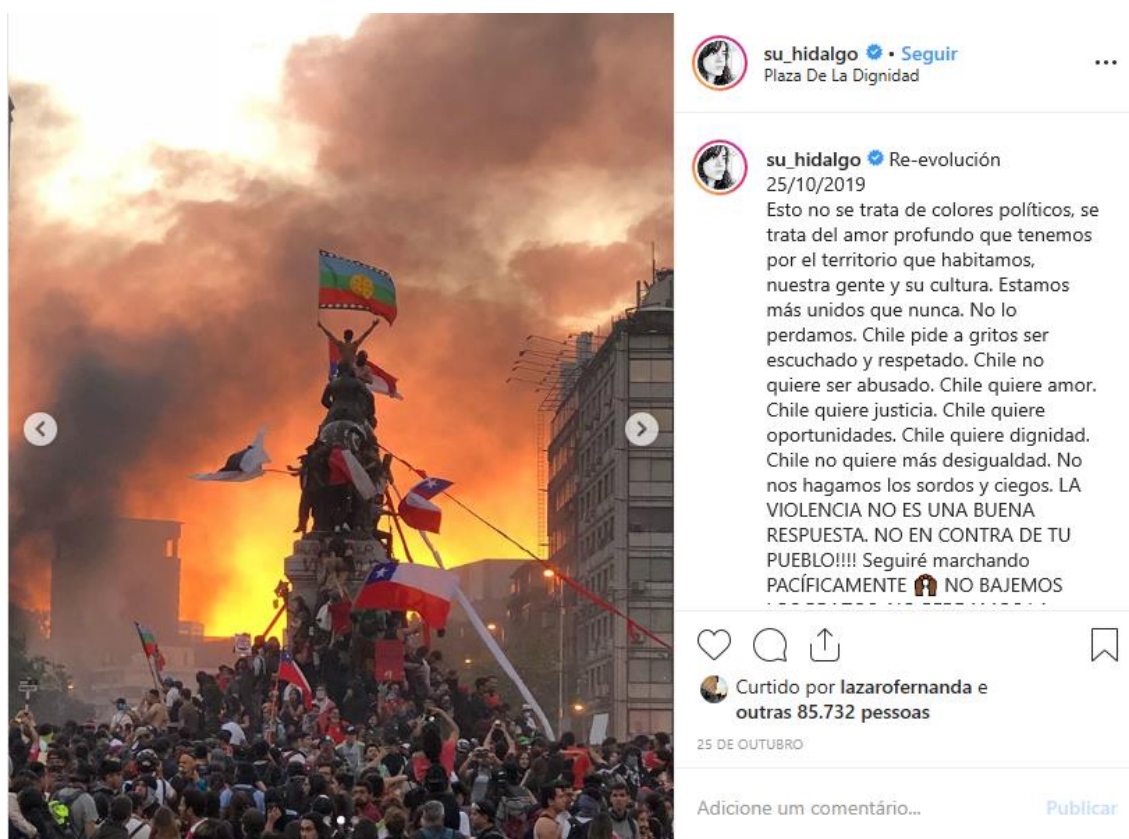 su_hidalgo • Seguir
Plaza De La Dignidad
su_hidalgo Re-evolución
25/10/2019
Esto no se trata de colores políticos, se
trata del amor profundo que tenemos
por el territorio que habitamos,
nuestra gente y su cultura. Estamos
más unidos que nunca. No lo
perdamos. Chile pide a gritos ser
escuchado y respetado. Chile no
quiere ser abusado. Chile quiere amor.
Chile quiere justicia. Chile quiere
oportunidades. Chile quiere dignidad.
Chile no quiere más desigualdad. No
nos hagamos los sordos y ciegos. LA
VIOLENCIA NO ES UNA BUENA
RESPUESTA. NO EN CONTRA DE TU
PUEBLO!!!! Seguiré marchando
PACÍFICAMENTE NO BAJEMOS
Curtido por lazarofernanda e
outras 85.732 pessoas
25 DE OUTUBRO
Adicione um comentário...
Publicar